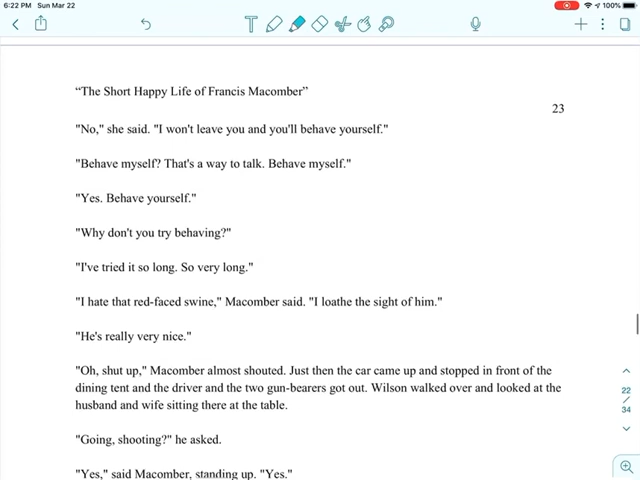 6:22 PM Sun Mar 22
100%
“The Short Happy Life of Francis Macomber”
23
"No," she said. "I won't leave you and you'll behave yourself."
"Behave myself? That's a way to talk. Behave myself."
"Yes. Behave yourself."
"Why don't you try behaving?"
"I've tried it so long. So very long."
"I hate that red-faced swine," Macomber said. "I loathe the sight of him."
"He's really very nice."
"Oh, shut up," Macomber almost shouted. Just then the car came up and stopped in front of the
dining tent and the driver and the two gun-bearers got out. Wilson walked over and looked at the
husband and wife sitting there at the table.
"Going, shooting?" he asked.
"Yes," said Macomber, standing up. "Yes."
22
/
34